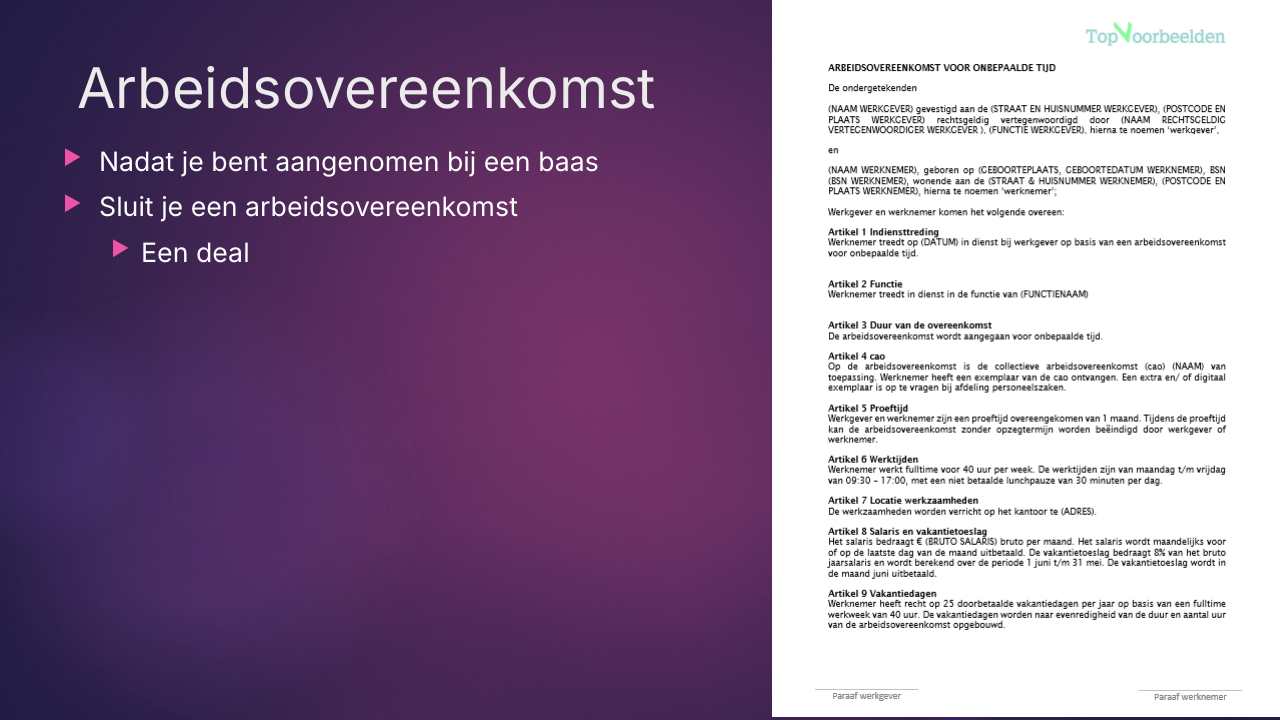 Arbeidsovereenkomst
Nadat je bent aangenomen bij een baas
Sluit je een arbeidsovereenkomst
Een deal
TopVoorbeelden
ARBEIDSOVEREENKOMST VOOR ONBEPAALDE TIJD
De ondergetekenden
(NAAM WERKGEVER) gevestigd aan de (STRAAT EN HUISNUMMER WERKGEVER), (POSTCODE EN
PLAATS WERKGEVER) rechtsgeldig vertegenwoordigd door (NAAM RECHTSGELDIG
VERTEGENWOORDIGER WERKGEVER ), (FUNCTIE WERKGEVER), hierna te noemen 'werkgever',
en
(NAAM WERKNEMER), geboren op (GEBOORTEPLAATS, GEBOORTEDATUM WERKNEMER), BSN
(BSN WERKNEMER), wonende aan de (STRAAT & HUISNUMMER WERKNEMER), (POSTCODE EN
PLAATS WERKNEMER), hierna te noemen 'werknemer';
Werkgever en werknemer komen het volgende overeen:
Artikel 1 Indiensttreding
Werknemer treedt op (DATUM) in dienst bij werkgever op basis van een arbeidsovereenkomst
voor onbepaalde tijd.
Artikel 2 Functie
Werknemer treedt in dienst in de functie van (FUNCTIENAAM)
Artikel 3 Duur van de overeenkomst
De arbeidsovereenkomst wordt aangegaan voor onbepaalde tijd.
Artikel 4 cao
Op de arbeidsovereenkomst is de collectieve arbeidsovereenkomst (cao) (NAAM) van
toepassing. Werknemer heeft een exemplaar van de cao ontvangen. Een extra en/ of digitaal
exemplaar is op te vragen bij afdeling personeelszaken.
Artikel 5 Proeftijd
Werkgever en werknemer zijn een proeftijd overeengekomen van 1 maand. Tijdens de proeftijd
kan de arbeidsovereenkomst zonder opzegtermijn worden beëindigd door werkgever of
werknemer.
Artikel 6 Werktijden
Werknemer werkt fulltime voor 40 uur per week. De werktijden zijn van maandag t/m vrijdag
van 09:30 – 17:00, met een niet betaalde lunchpauze van 30 minuten per dag.
Artikel 7 Locatie werkzaamheden
De werkzaamheden worden verricht op het kantoor te (ADRES).
Artikel 8 Salaris en vakantietoeslag
Het salaris bedraagt € (BRUTO SALARIS) bruto per maand. Het salaris wordt maandelijks voor
of op de laatste dag van de maand uitbetaald. De vakantietoeslag bedraagt 8% van het bruto
jaarsalaris en wordt berekend over de periode 1 juni t/m 31 mei. De vakantietoeslag wordt in
de maand juni uitbetaald.
Artikel 9 Vakantiedagen
Werknemer heeft recht op 25 doorbetaalde vakantiedagen per jaar op basis van een fulltime
werkweek van 40 uur. De vakantiedagen worden naar evenredigheid van de duur en aantal uur
van de arbeidsovereenkomst opgebouwd.
Paraaf werkgever
Paraaf werknemer